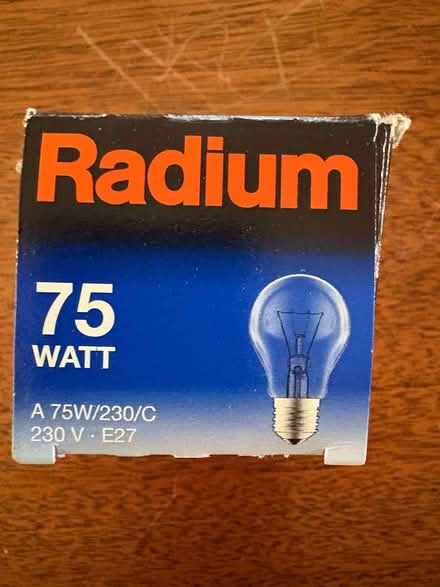 Radium
75
WATT
A 75W/230/C
230 V · E27